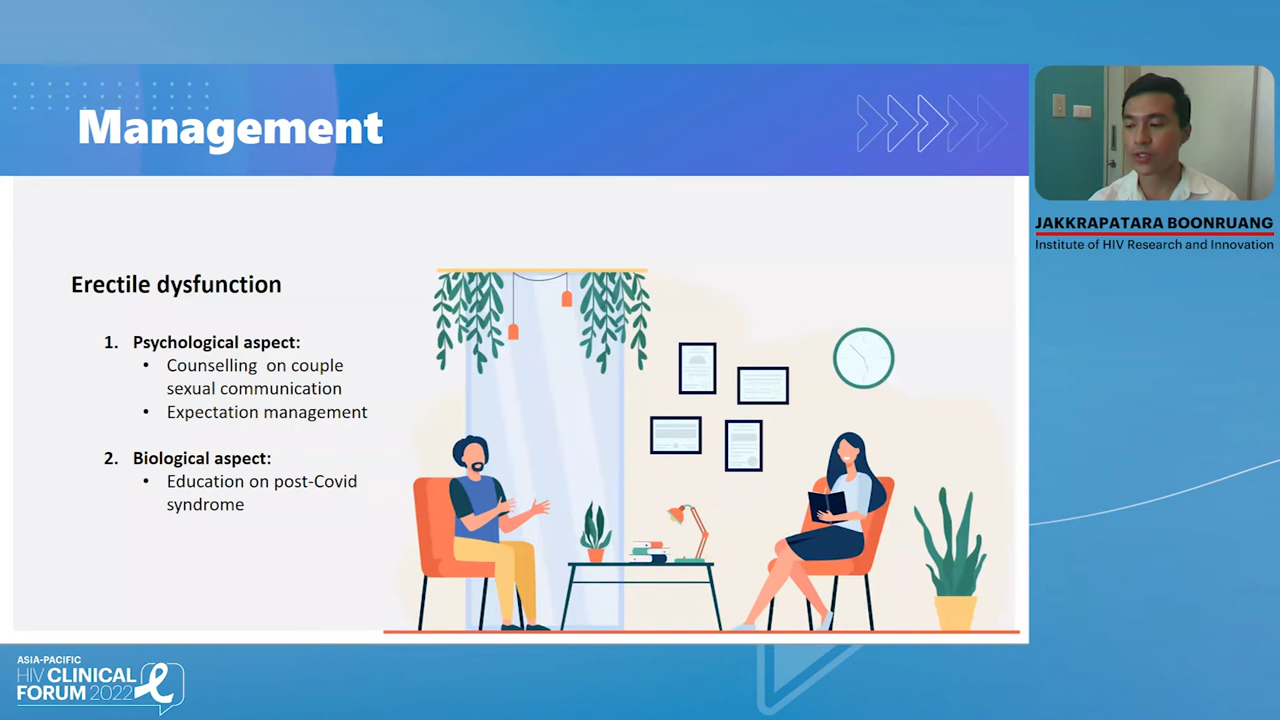 Management
Erectile dysfunction
1. Psychological aspect:
• Counselling on couple
sexual communication
• Expectation management
2. Biological aspect:
• Education on post-Covid
syndrome
JAKKRAPATARA BOONRUANG
Institute of HIV Research and Innovation
ASIA-PACIFIC
HIV CLINICAL
FORUM 2022